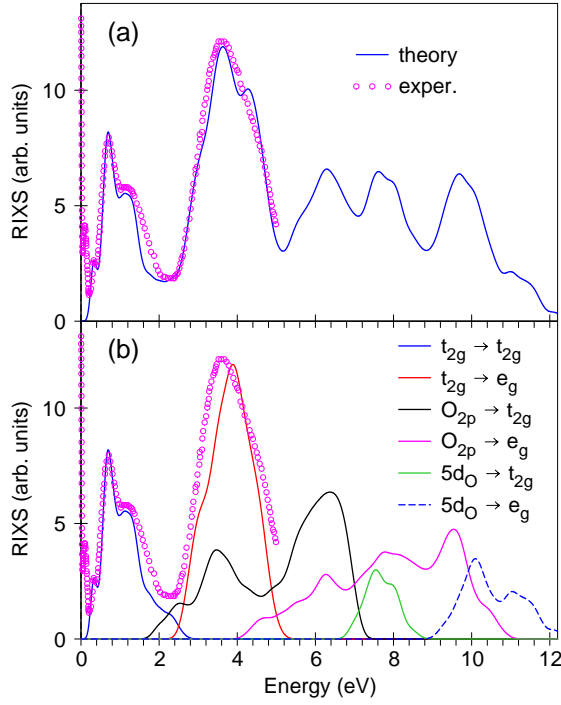 (a)
theory
exper.
RIXS (arb. units)
10
5
0
(b)
t2g → t2g
t2g → eg
O2p → t2g
O2p → eg
5dO → t2g
5dO → eg
RIXS (arb. units)
10
5
0
0 2 4 6 8 10 12
Energy (eV)